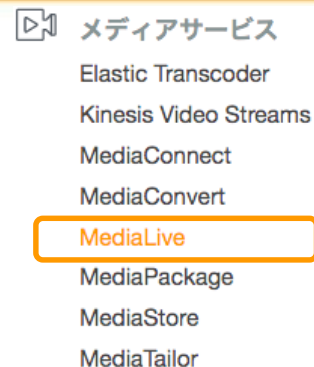 メディアサービス
Elastic Transcoder
Kinesis Video Streams
MediaConnect
MediaConvert
MediaLive
MediaPackage
MediaStore
MediaTailor